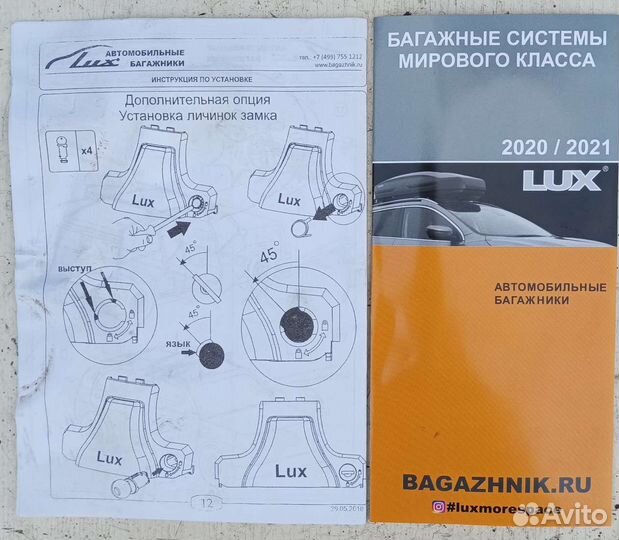 Lux
АВТОМОБИЛЬНЫЕ
БАГАЖНИКИ
тел. +7 (499) 755 1212
www.bagazhnik.ru
ИНСТРУКЦИЯ ПО УСТАНОВКЕ
Дополнительная опция
Установка личинок замка
x4
Lux
Lux
45°
45°
выступ
45°
язык
Lux
Lux
12
29.05.2018
БАГАЖНЫЕ СИСТЕМЫ
МИРОВОГО КЛАССА
2020 / 2021
LUX®
АВТОМОБИЛЬНЫЕ
БАГАЖНИКИ
BAGAZHNIK.RU
#luxmorespace
Avito